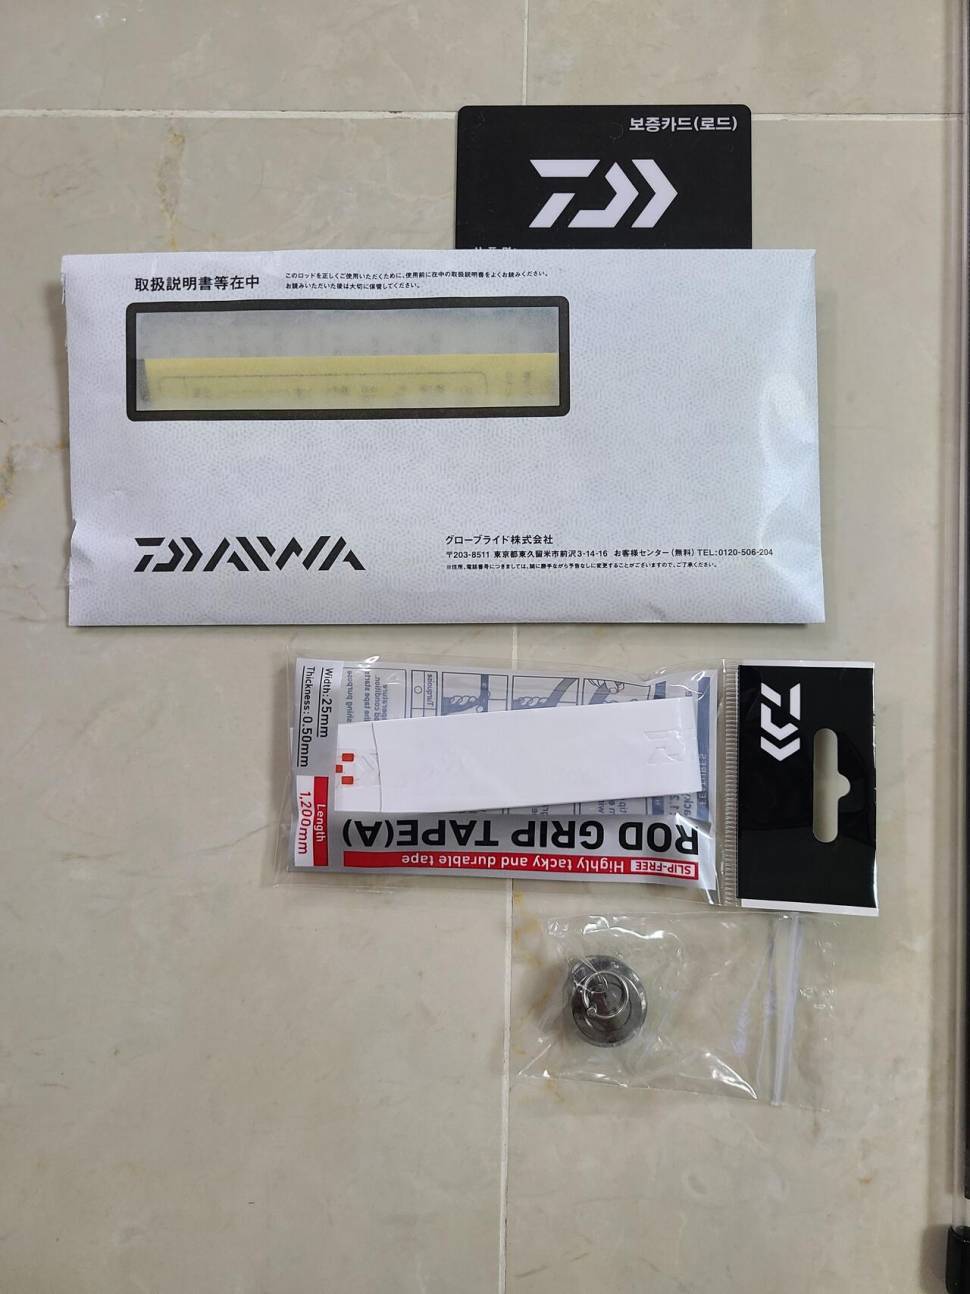 보증카드(로드)
取扱説明書等在中
このロッドを正しくご使用いただくために、使用前に在中の取扱説明書をよくお読みください。
お読みいただいた後は大切に保管してください。
DAIWA
グローブライド株式会社
〒203-8511 東京都東久留米市前沢3-14-16 お客様センター(無料) TEL:0120-506-204
※住所、電話番号につきましては、誠に勝手ながら予告なしに変更することがございますので、ご了承ください。
Width:25mm
Thickness:0.50mm
Length
1,200mm
ROD GRIP TAPE(A)
SLIP-FREE Highly tacky and durable tape